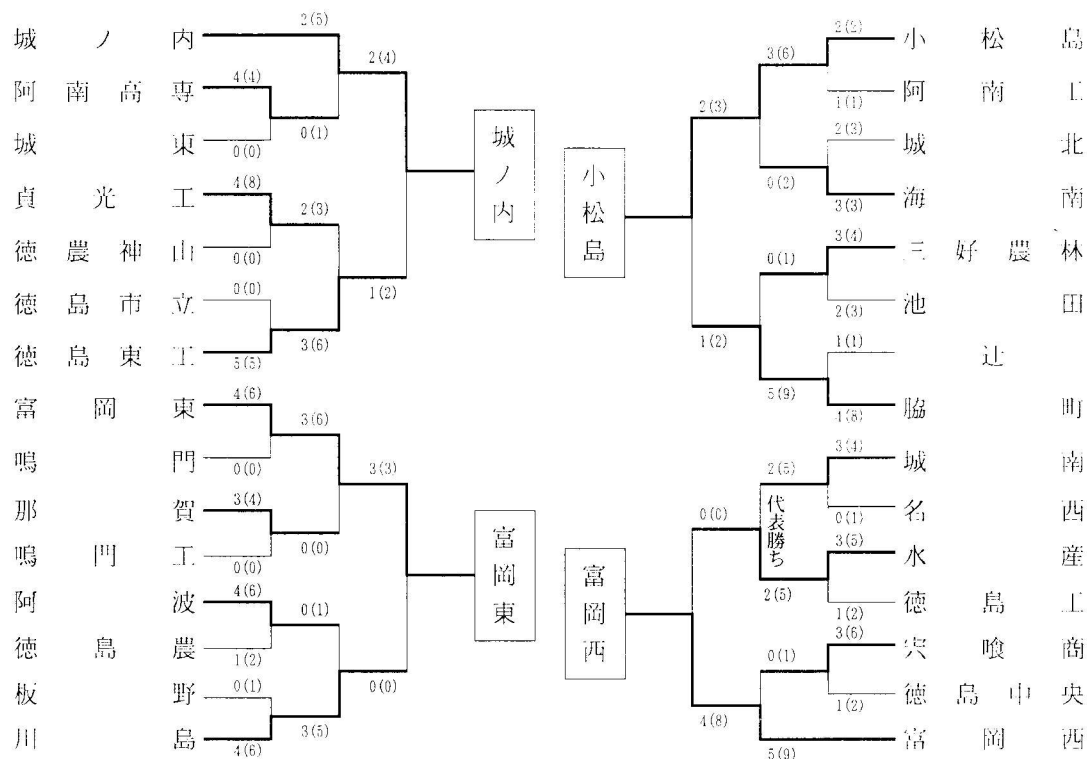 城ノ内
2(5)
2(4)
阿南高専
4(4)
0(1)
城東
0(0)
貞光工
4(8)
2(3)
徳農神山
0(0)
徳島市立
0(0)
1(2)
徳島東工
5(5)
3(6)
城ノ内
富岡東
4(6)
3(6)
鳴門
0(0)
3(3)
那賀
3(4)
0(0)
鳴門工
0(0)
阿波
4(6)
0(1)
徳島農
1(2)
板野
0(1)
0(0)
川島
4(6)
3(5)
富岡東
小松島
2(2)
3(6)
阿南工
1(1)
2(3)
城北
2(3)
0(2)
海南
3(3)
三好農林
3(4)
0(1)
池田
2(3)
1(2)
辻
1(1)
5(9)
脇町
4(8)
小松島
城南
3(4)
2(5)
名西
0(1)
0(0)
代表勝ち
水産
3(5)
2(5)
徳島工
1(2)
宍喰商
3(6)
0(1)
徳島中央
1(2)
4(8)
富岡西
5(9)
富岡西